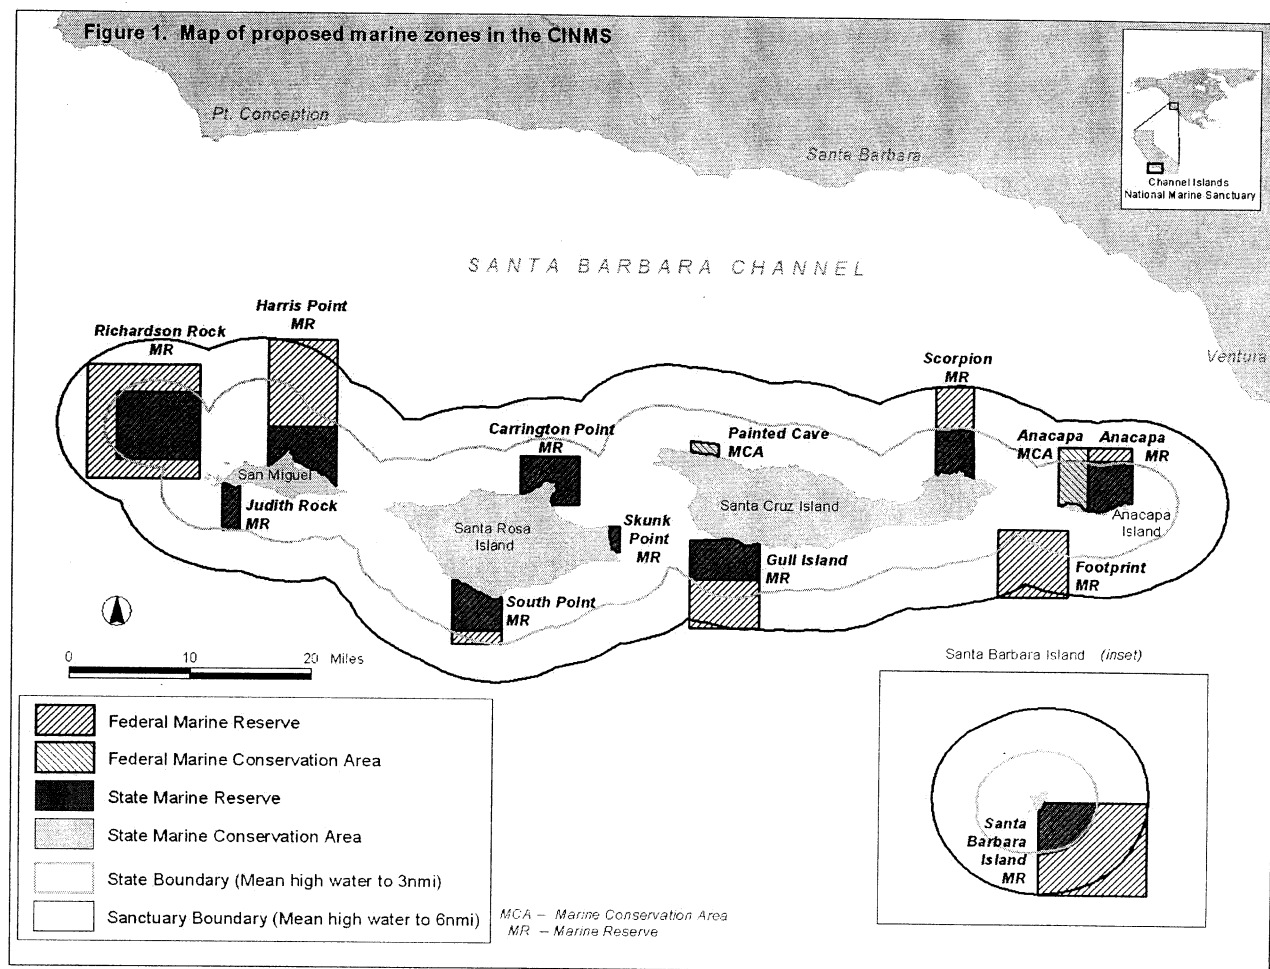 Figure 1. Map of proposed marine zones in the CINMS
Pt. Conception
Santa Barbara
Channel Islands
National Marine Sanctuary
SANTA BARBARA CHANNEL
Ventura
Harris Point
MR
Richardson Rock
MR
Scorpion
MR
Carrington Point
MR
Painted Cave
MCA
Anacapa
MCA
Anacapa
MR
San Miguel
Judith Rock
MR
Santa Rosa
Island
Skunk
Point
MR
Santa Cruz Island
Anacapa
Island
Gull Island
MR
Footprint
MR
South Point
MR
0 10 20 Miles
Santa Barbara Island (inset)
Santa
Barbara
Island
MR
Federal Marine Reserve
Federal Marine Conservation Area
State Marine Reserve
State Marine Conservation Area
State Boundary (Mean high water to 3nmi)
Sanctuary Boundary (Mean high water to 6nmi)
MCA – Marine Conservation Area
MR – Marine Reserve